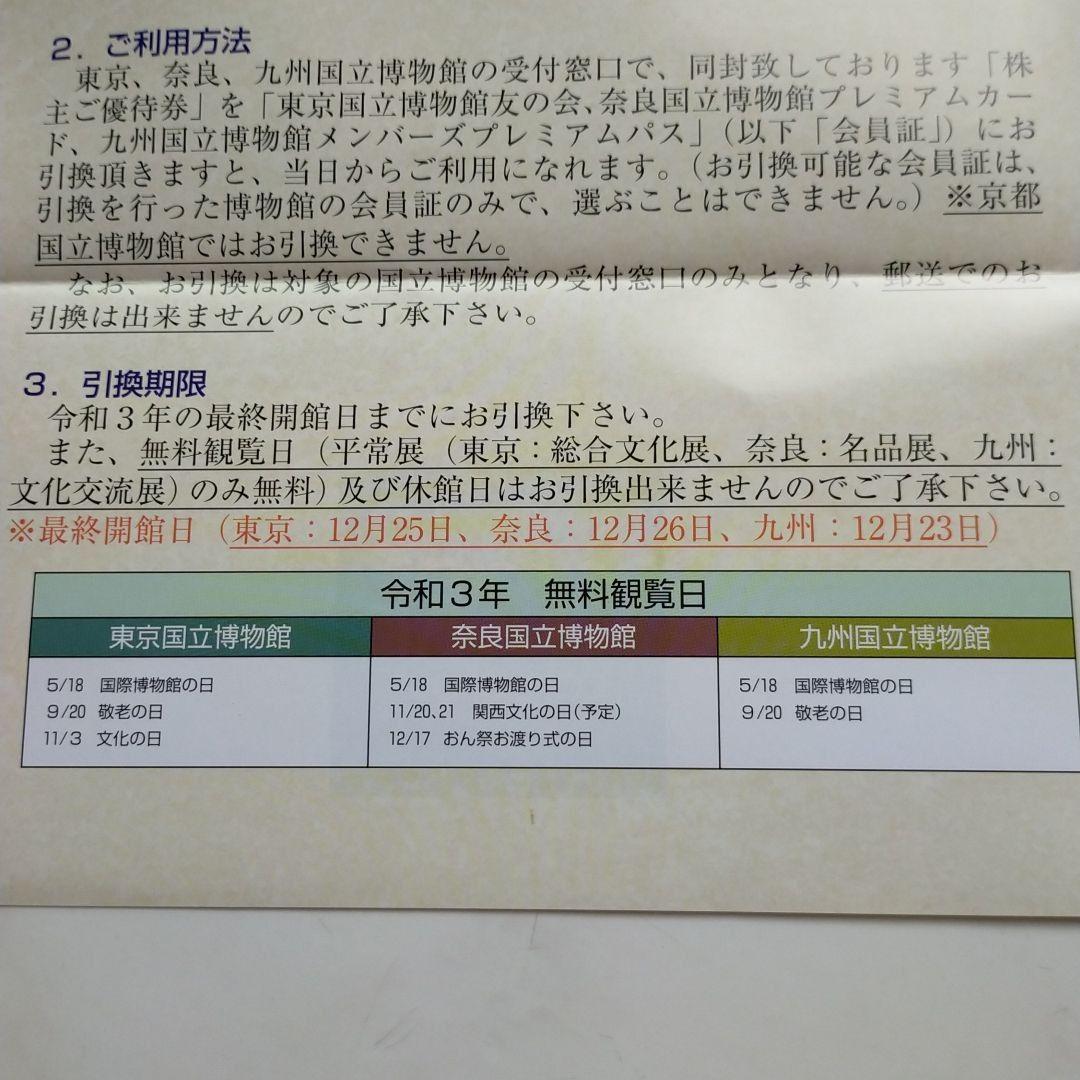 2．ご利用方法
東京、奈良、九州国立博物館の受付窓口で、同封致しております「株
主ご優待券」を「東京国立博物館友の会、奈良国立博物館プレミアムカー
ド、九州国立博物館メンバーズプレミアムパス」（以下「会員証」）にお
引換頂きますと、当日からご利用になれます。（お引換可能な会員証は、
引換を行った博物館の会員証のみで、選ぶことはできません。）※京都
国立博物館ではお引換できません。
なお、お引換は対象の国立博物館の受付窓口のみとなり、郵送でのお
引換は出来ませんのでご了承下さい。
3．引換期限
令和３年の最終開館日までにお引換下さい。
また、無料観覧日（平常展（東京：総合文化展、奈良：名品展、九州：
文化交流展）のみ無料）及び休館日はお引換出来ませんのでご了承下さい。
※最終開館日（東京：12月25日、奈良：12月26日、九州：12月23日）
令和３年　無料観覧日
東京国立博物館　奈良国立博物館　九州国立博物館
5/18　国際博物館の日　5/18　国際博物館の日　5/18　国際博物館の日
9/20　敬老の日　11/20、21　関西文化の日（予定）　9/20　敬老の日
11/3　文化の日　12/17　おん祭お渡り式の日